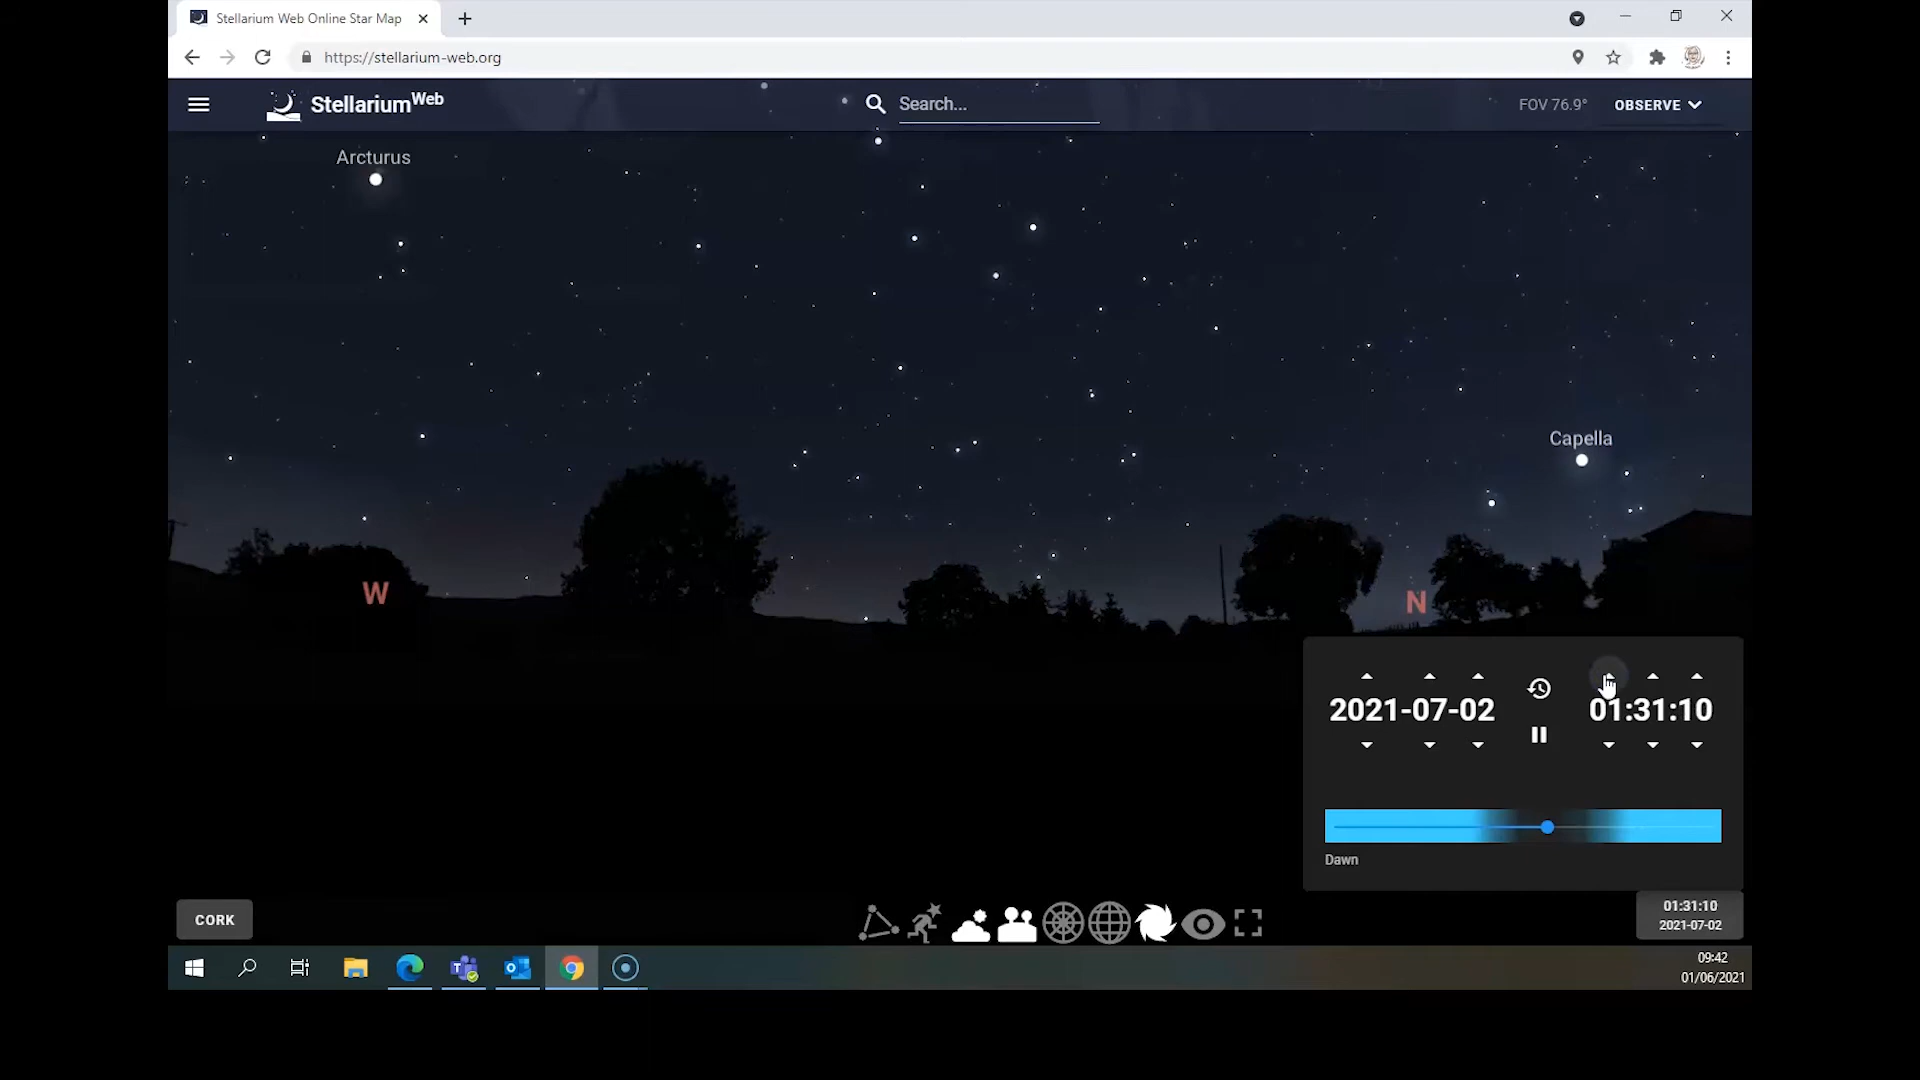 Stellarium Web Online Star Map
https://stellarium-web.org
StellariumWeb
Search...
FOV 76.9°
OBSERVE
Arcturus
Capella
W
N
2021-07-02
01:31:10
Dawn
CORK
01:31:10
2021-07-02
09:42
01/06/2021